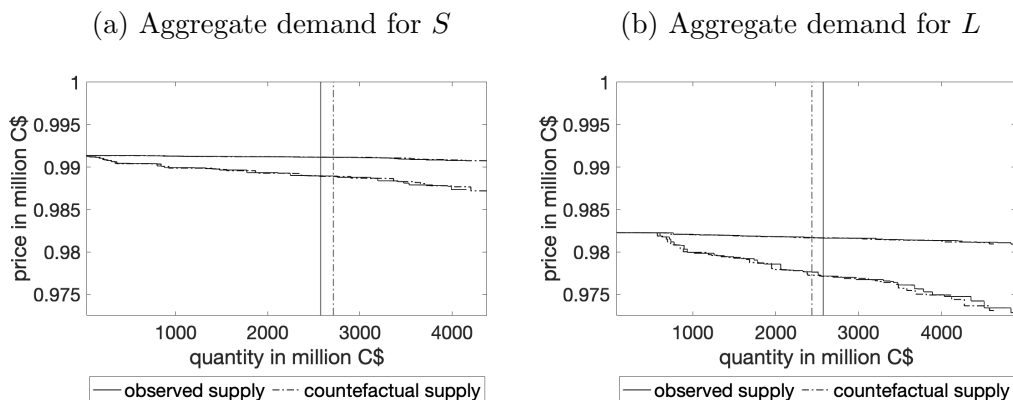 (a) Aggregate demand for S
(b) Aggregate demand for L
1
0.995
0.99
0.985
0.98
0.975
price in million C$
1000
2000
3000
4000
quantity in million C$
observed supply
countefactual supply
1
0.995
0.99
0.985
0.98
0.975
price in million C$
1000
2000
3000
4000
quantity in million C$
observed supply
countefactual supply